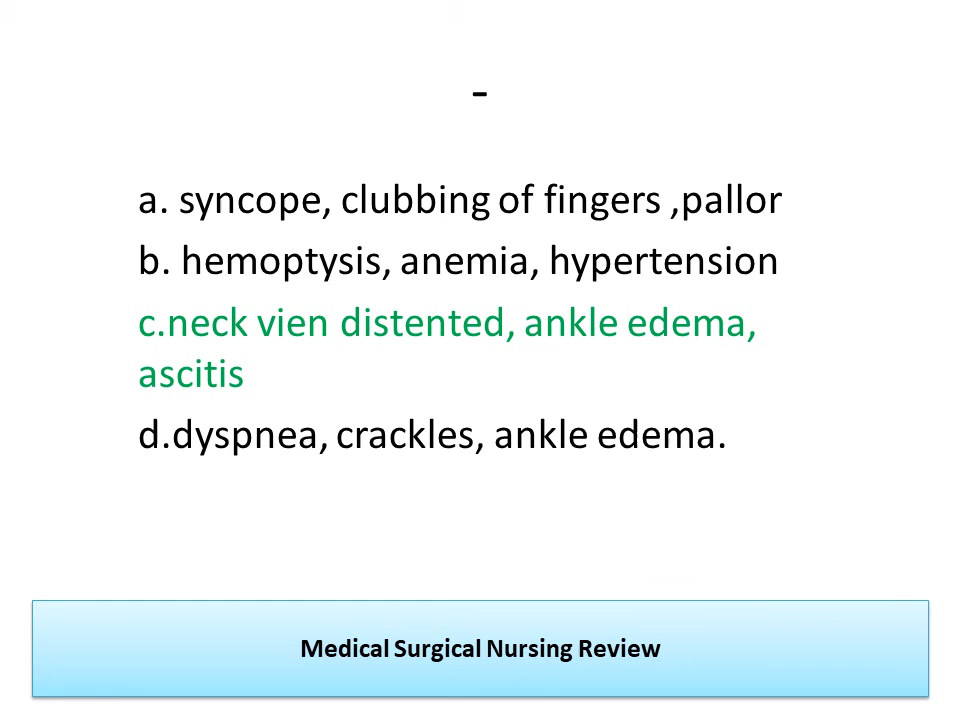 -
a. syncope, clubbing of fingers ,pallor
b. hemoptysis, anemia, hypertension
c.neck vien distented, ankle edema,
ascitis
d.dyspnea, crackles, ankle edema.
Medical Surgical Nursing Review